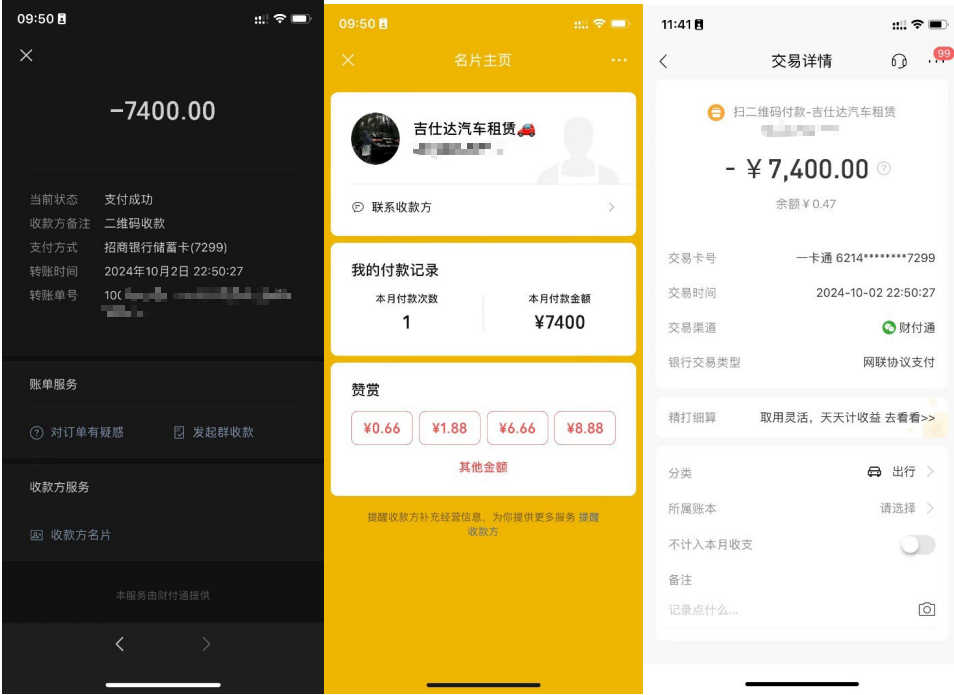 09:50
-7400.00
当前状态 支付成功
收款方备注 二维码收款
支付方式 招商银行储蓄卡(7299)
转账时间 2024年10月2日 22:50:27
转账单号 100
账单服务
对订单有疑惑 发起群收款
收款方服务
收款方名片
本服务由财付通提供
09:50
名片主页
吉仕达汽车租赁
联系收款方
我的付款记录
本月付款次数 本月付款金额
1 ¥7400
赞赏
¥0.66 ¥1.88 ¥6.66 ¥8.88
其他金额
提醒收款方补充经营信息，为你提供更多服务 提醒
收款方
11:41
交易详情 99
扫二维码付款-吉仕达汽车租赁
- ¥ 7,400.00
余额 ¥ 0.47
交易卡号 一卡通 6214********7299
交易时间 2024-10-02 22:50:27
交易渠道 财付通
银行交易类型 网联协议支付
精打细算 取用灵活，天天计收益 去看看>>
分类 出行
所属账本 请选择
不计入本月收支
备注
记录点什么...